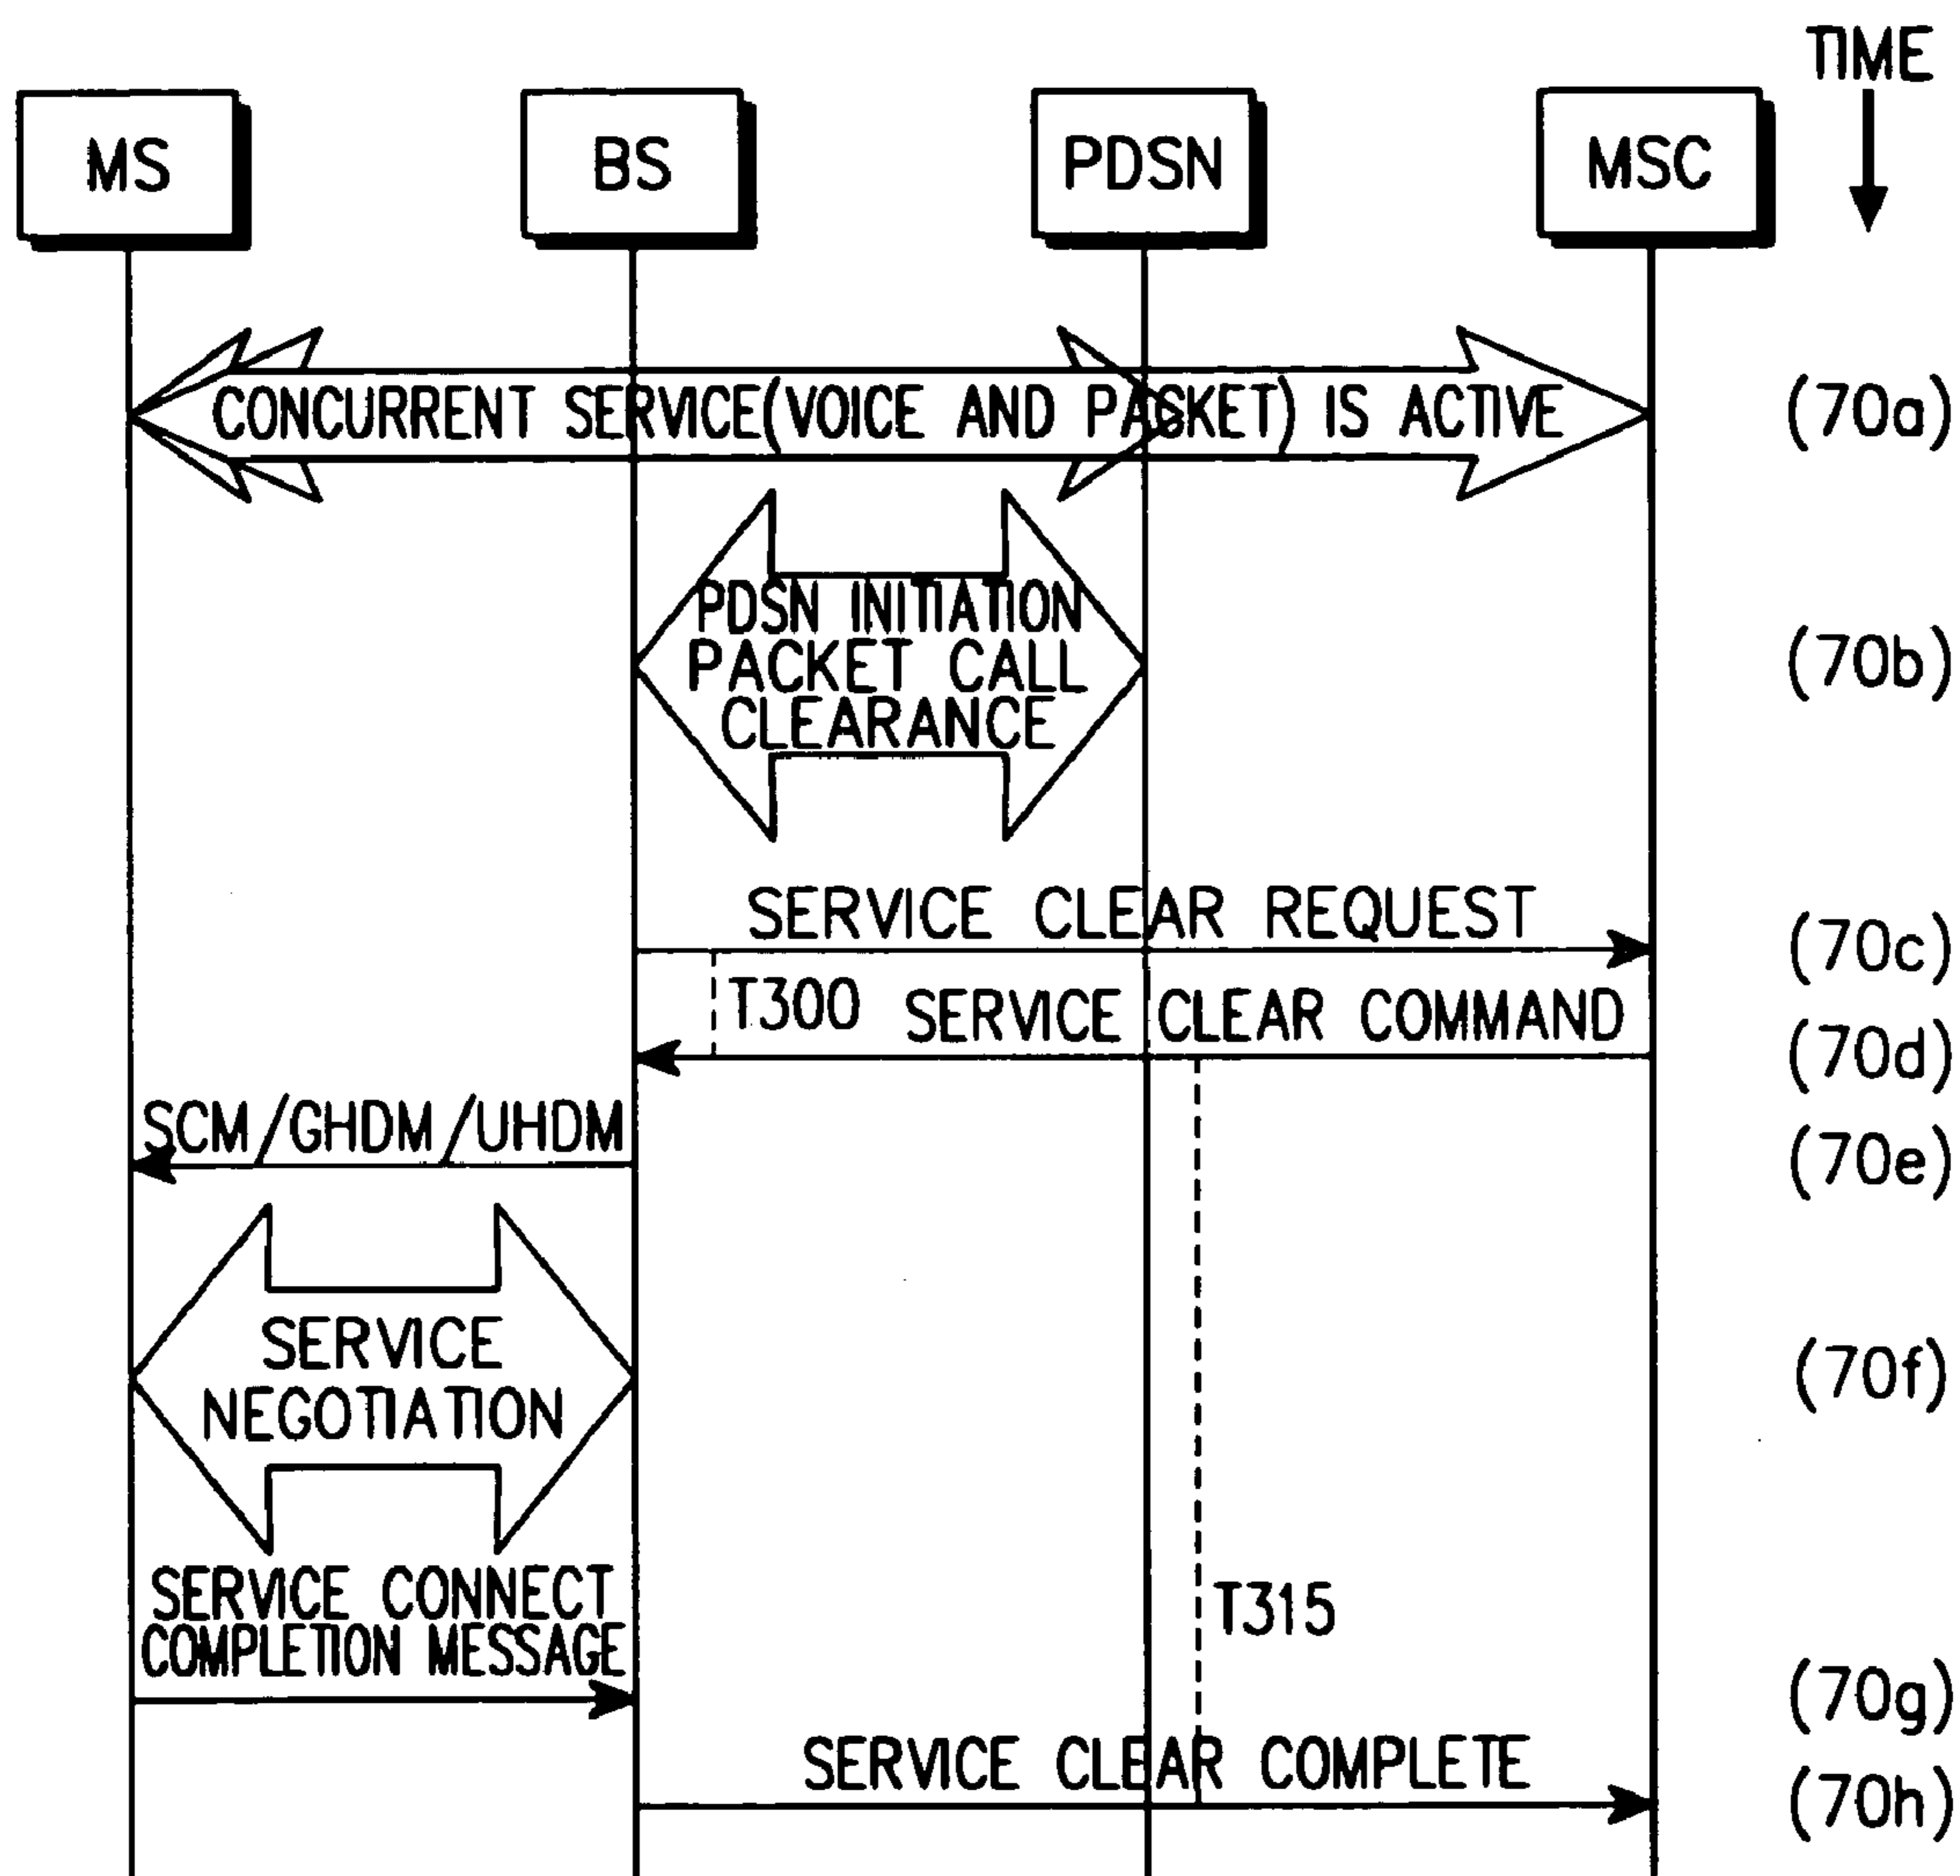 TIME
MS
BS
PDSN
MSC
CONCURRENT SERVICE(VOICE AND PACKET) IS ACTIVE
(70a)
PDSN INITIATION
PACKET CALL
CLEARANCE
(70b)
SERVICE CLEAR REQUEST
(70c)
T300
SERVICE CLEAR COMMAND
(70d)
SCM/GHDM/UHDM
(70e)
SERVICE
NEGOTIATION
(70f)
SERVICE CONNECT
COMPLETION MESSAGE
T315
(70g)
SERVICE CLEAR COMPLETE
(70h)